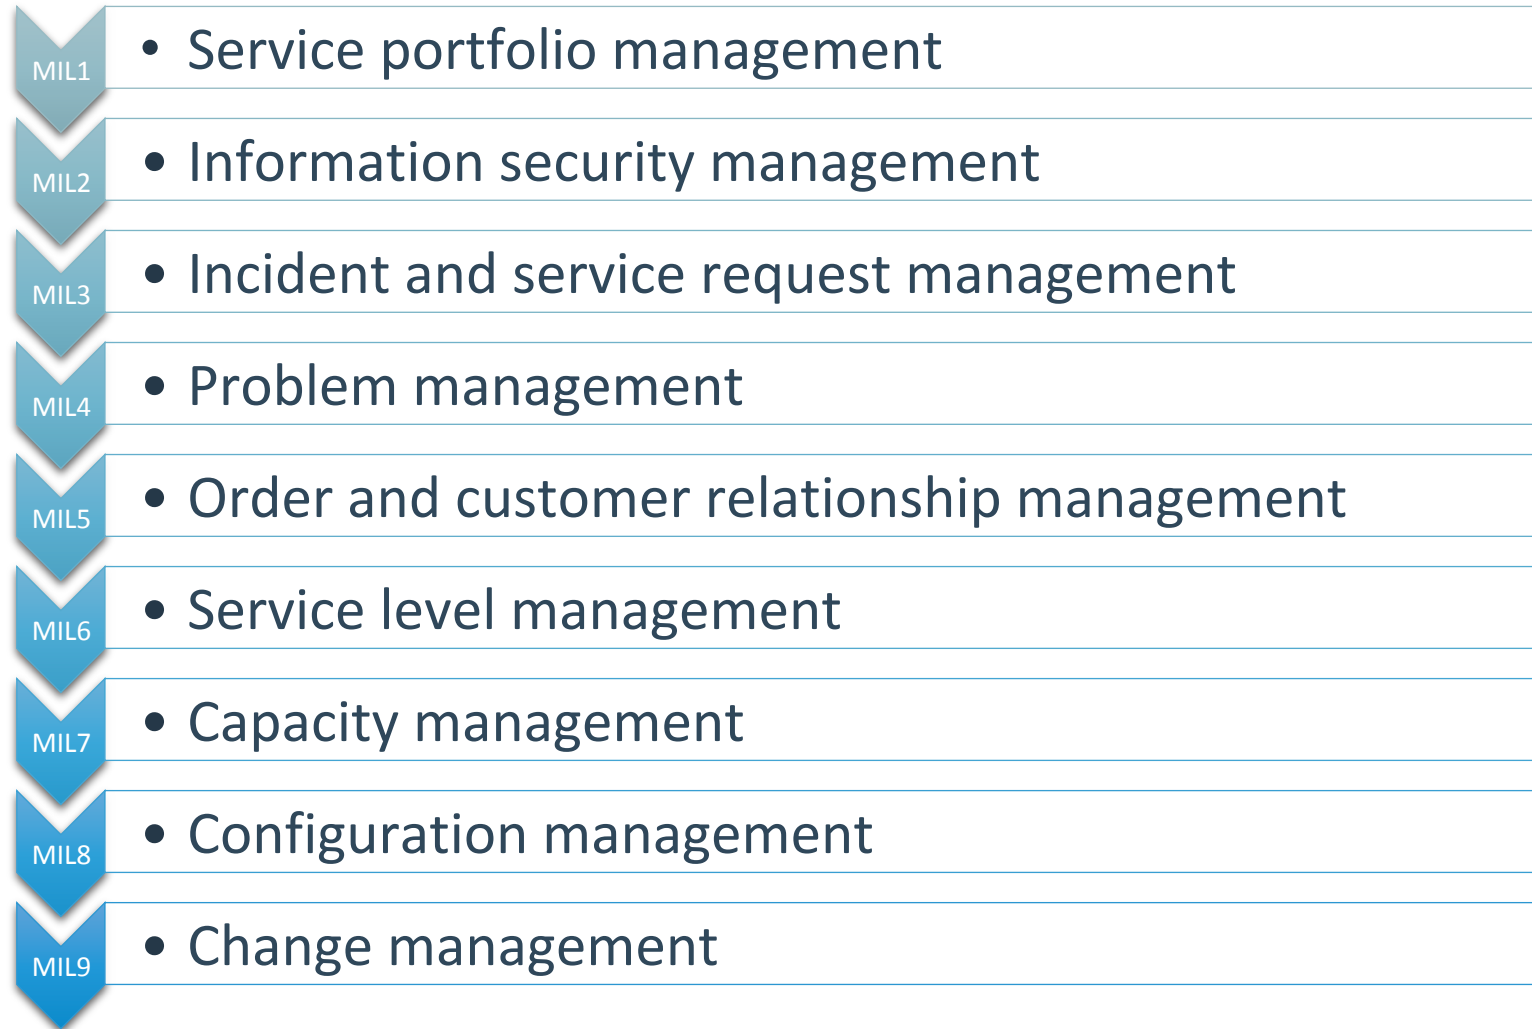 MIL1
• Service portfolio management
MIL2
• Information security management
MIL3
• Incident and service request management
MIL4
• Problem management
MIL5
• Order and customer relationship management
MIL6
• Service level management
MIL7
• Capacity management
MIL8
• Configuration management
MIL9
• Change management